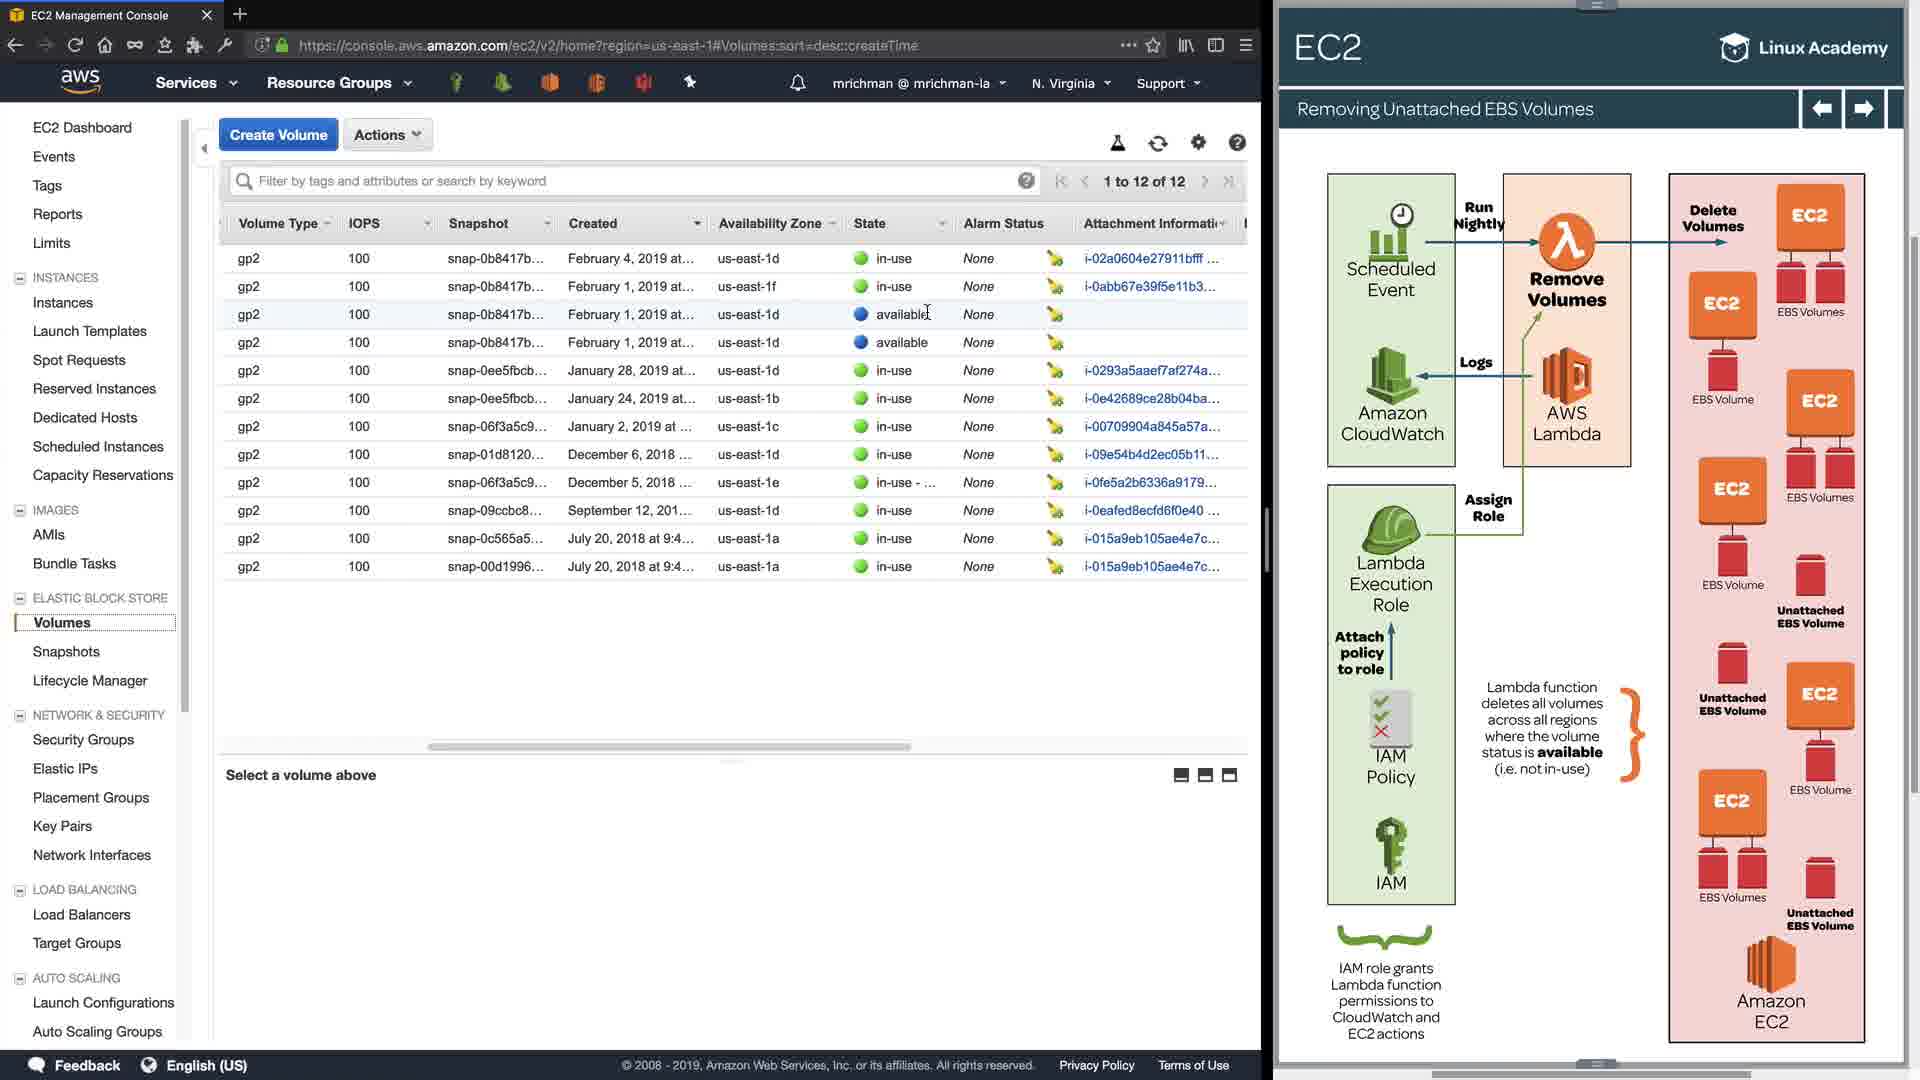 EC2 Management Console
https://console.aws.amazon.com/ec2/v2/home?region=us-east-1#Volumes:sort=desc:createTime
aws
Services
Resource Groups
mrichman @ mrichman-la
N. Virginia
Support
EC2 Dashboard
Events
Tags
Reports
Limits
INSTANCES
Instances
Launch Templates
Spot Requests
Reserved Instances
Dedicated Hosts
Scheduled Instances
Capacity Reservations
IMAGES
AMIs
Bundle Tasks
ELASTIC BLOCK STORE
Volumes
Snapshots
Lifecycle Manager
NETWORK & SECURITY
Security Groups
Elastic IPs
Placement Groups
Key Pairs
Network Interfaces
LOAD BALANCING
Load Balancers
Target Groups
AUTO SCALING
Launch Configurations
Auto Scaling Groups
Create Volume
Actions
Filter by tags and attributes or search by keyword
1 to 12 of 12
Volume Type IOPS Snapshot Created Availability Zone State Alarm Status Attachment Informati
gp2 100 snap-0b8417b... February 4, 2019 at... us-east-1d in-use None i-02a0604e27911bfff ...
gp2 100 snap-0b8417b... February 1, 2019 at... us-east-1f in-use None i-0abb67e39f5e11b3...
gp2 100 snap-0b8417b... February 1, 2019 at... us-east-1d available None
gp2 100 snap-0b8417b... February 1, 2019 at... us-east-1d available None
gp2 100 snap-0ee5fbcb... January 28, 2019 at... us-east-1d in-use None i-0293a5aaef7af274a...
gp2 100 snap-0ee5fbcb... January 24, 2019 at... us-east-1b in-use None i-0e42689ce28b04ba...
gp2 100 snap-06f3a5c9... January 2, 2019 at ... us-east-1c in-use None i-00709904a845a57a...
gp2 100 snap-01d8120... December 6, 2018 ... us-east-1d in-use None i-09e54b4d2ec05b11...
gp2 100 snap-06f3a5c9... December 5, 2018 ... us-east-1e in-use - ... None i-0fe5a2b6336a9179...
gp2 100 snap-09ccbc8... September 12, 201... us-east-1d in-use None i-0eafed8ecfd6f0e40 ...
gp2 100 snap-0c565a5... July 20, 2018 at 9:4... us-east-1a in-use None i-015a9eb105ae4e7c...
gp2 100 snap-00d1996... July 20, 2018 at 9:4... us-east-1a in-use None i-015a9eb105ae4e7c...
Select a volume above
Feedback
English (US)
© 2008 - 2019, Amazon Web Services, Inc. or its affiliates. All rights reserved.
Privacy Policy
Terms of Use
EC2
Linux Academy
Removing Unattached EBS Volumes
Scheduled
Event
Run
Nightly
Remove
Volumes
Delete
Volumes
Amazon
CloudWatch
Logs
AWS
Lambda
Lambda
Execution
Role
Assign
Role
Attach
policy
to role
IAM
Policy
IAM
IAM role grants
Lambda function
permissions to
CloudWatch and
EC2 actions
Lambda function
deletes all volumes
across all regions
where the volume
status is available
(i.e. not in-use)
EC2
EBS Volumes
EC2
EBS Volume
EC2
EBS Volumes
EC2
EBS Volume
Unattached
EBS Volume
Unattached
EBS Volume
EC2
EBS Volume
EC2
EBS Volumes
Unattached
EBS Volume
Amazon
EC2